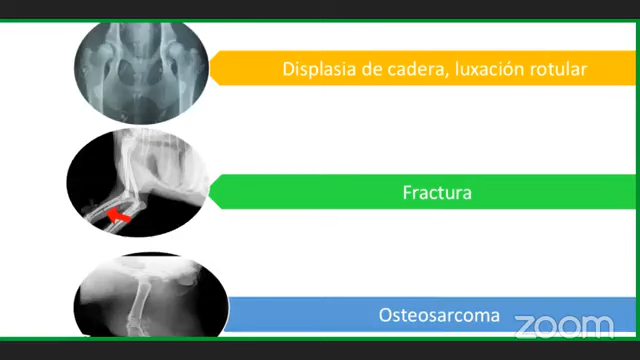 Displasia de cadera, luxación rotular
Fractura
Osteosarcoma
zoom